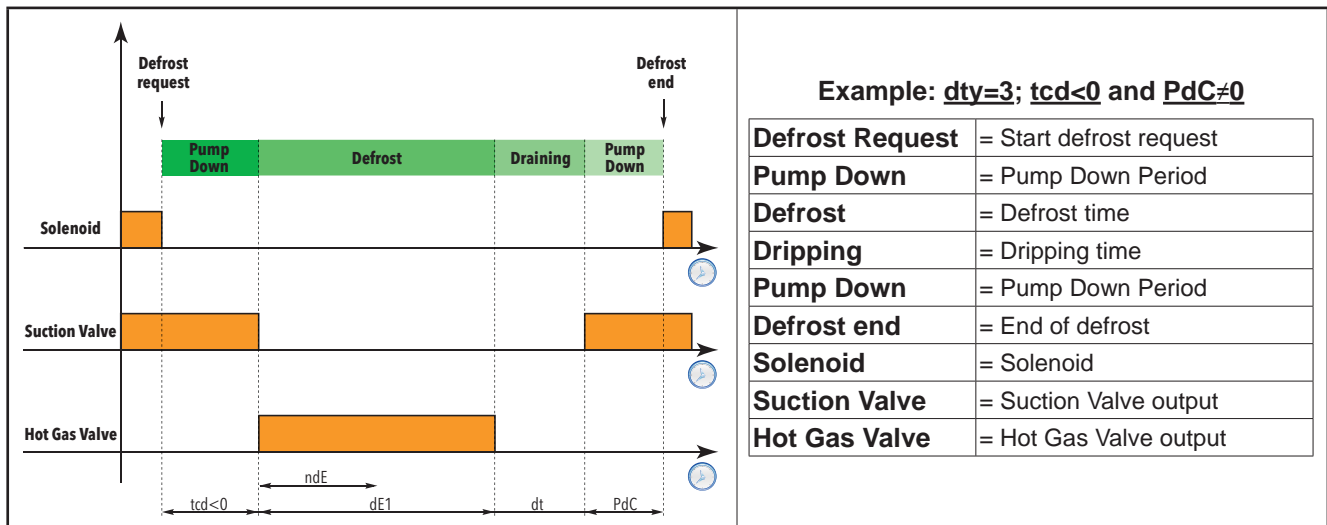 Defrost
request
Defrost
end
Pump
Down
Defrost
Draining
Pump
Down
Solenoid
Suction Valve
Hot Gas Valve
ndE
tcd<0
dE1
dt
PdC
Example: dty=3; tcd<0 and PdC≠0
Defrost Request = Start defrost request
Pump Down = Pump Down Period
Defrost = Defrost time
Dripping = Dripping time
Pump Down = Pump Down Period
Defrost end = End of defrost
Solenoid = Solenoid
Suction Valve = Suction Valve output
Hot Gas Valve = Hot Gas Valve output